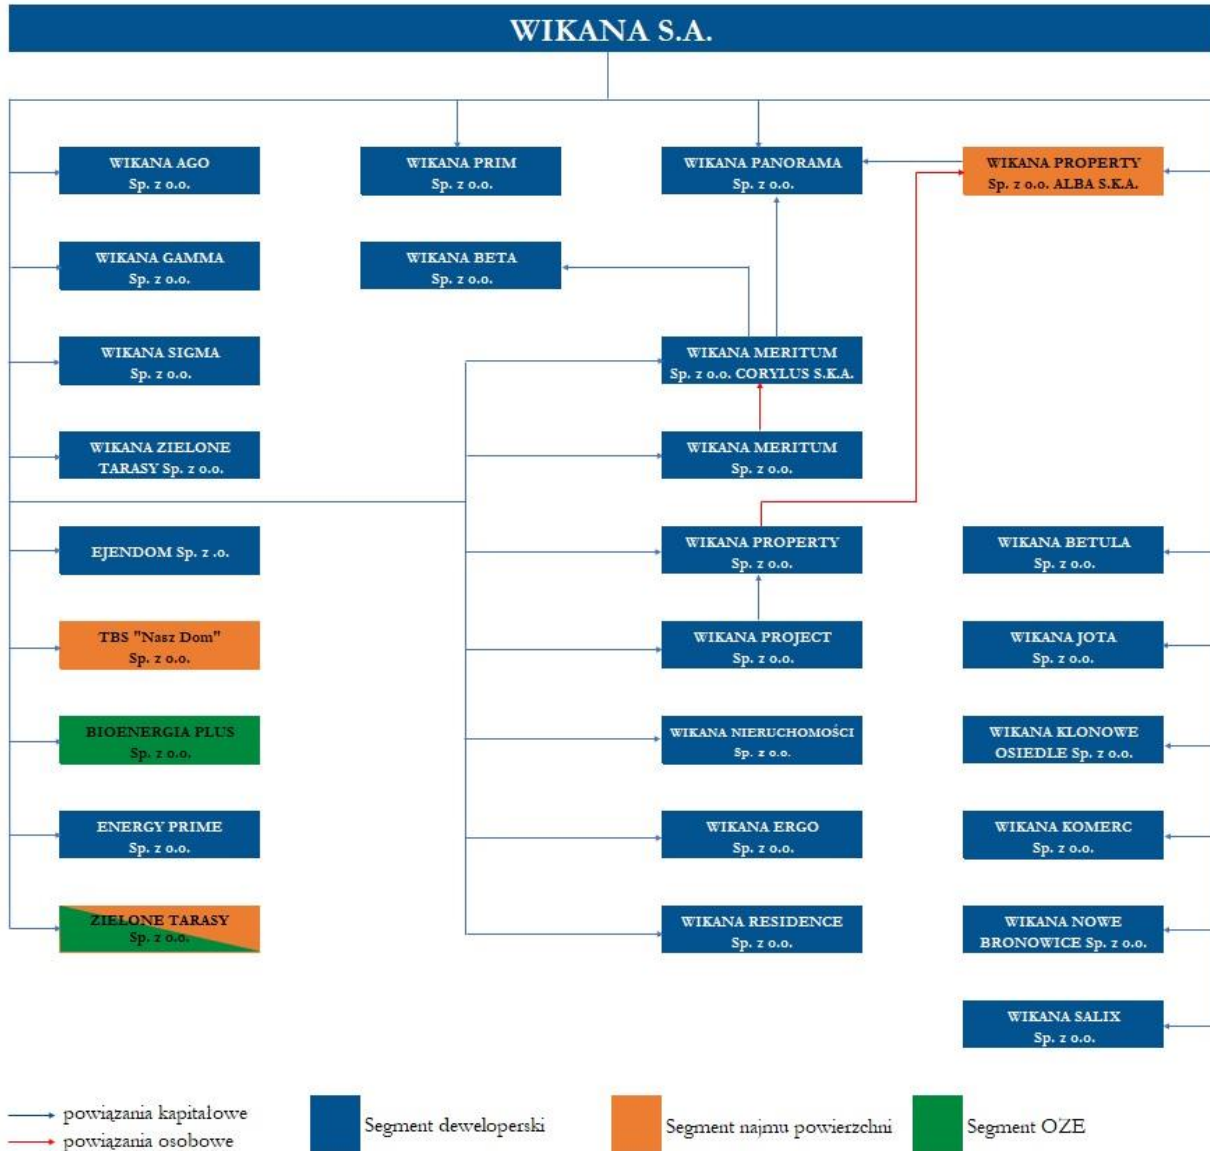 WIKANA S.A.
WIKANA AGO
Sp. z o.o.
WIKANA PRIM
Sp. z o.o.
WIKANA PANORAMA
Sp. z o.o.
WIKANA PROPERTY
Sp. z o.o. ALBA S.K.A.
WIKANA GAMMA
Sp. z o.o.
WIKANA BETA
Sp. z o.o.
WIKANA SIGMA
Sp. z o.o.
WIKANA MERITUM
Sp. z o.o. CORYLUS S.K.A.
WIKANA ZIELONE
TARASY Sp. z o.o.
WIKANA MERITUM
Sp. z o.o.
EJENDOM Sp. z .o.
WIKANA PROPERTY
Sp. z o.o.
WIKANA BETULA
Sp. z o.o.
TBS "Nasz Dom"
Sp. z o.o.
WIKANA PROJECT
Sp. z o.o.
WIKANA JOTA
Sp. z o.o.
BIOENERGIA PLUS
Sp. z o.o.
WIKANA NIERUCHOMOŚCI
Sp. z o.o.
WIKANA KLONOWE
OSIEDLE Sp. z o.o.
ENERGY PRIME
Sp. z o.o.
WIKANA ERGO
Sp. z o.o.
WIKANA KOMERC
Sp. z o.o.
ZIELONE TARASY
Sp. z o.o.
WIKANA RESIDENCE
Sp. z o.o.
WIKANA NOWE
BRONOWICE Sp. z o.o.
WIKANA SALIX
Sp. z o.o.
powiązania kapitałowe
powiązania osobowe
Segment deweloperski
Segment najmu powierzchni
Segment OZE